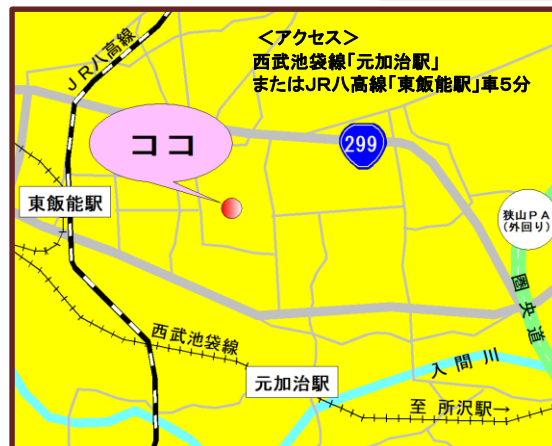 ＜アクセス＞
西武池袋線「元加治駅」
またはJR八高線「東飯能駅」車5分
ＪＲ八高線
ココ
299
東飯能駅
狭山ＰＡ
（外回り）
圏央道
西武池袋線
入間川
元加治駅
至 所沢駅→